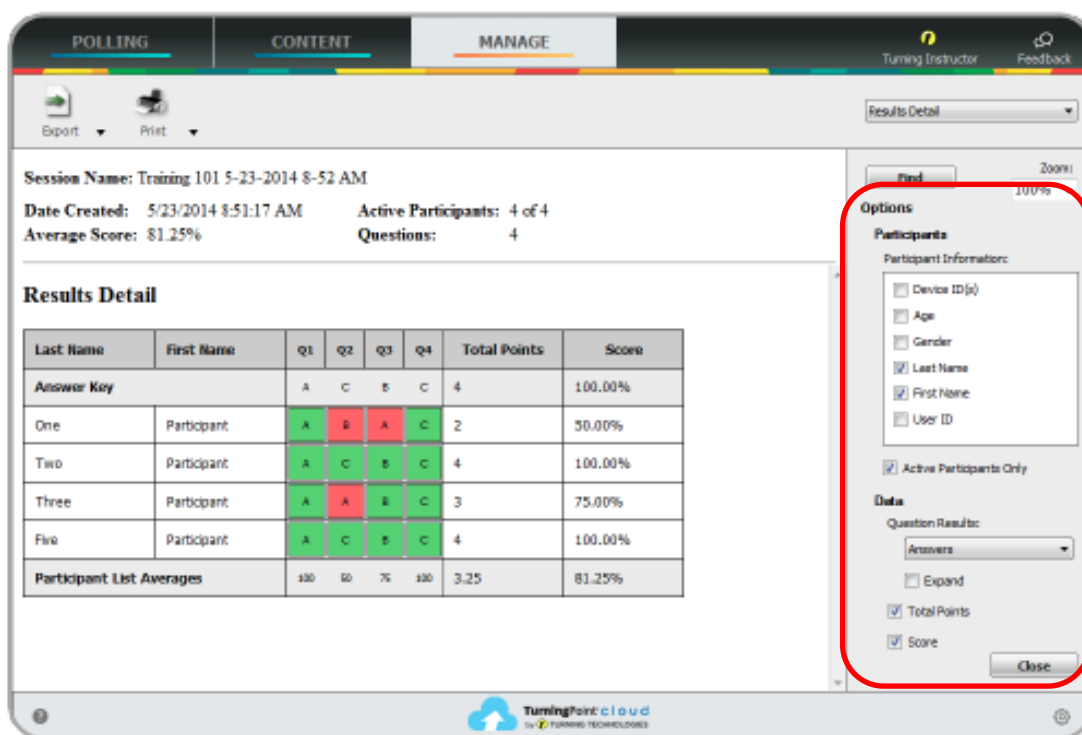 POLLING CONTENT MANAGE Turning Instructor Feedback
Export Print Results Detail
Session Name: Training 101 5-23-2014 8-52 AM
Date Created: 5/23/2014 8:51:17 AM Active Participants: 4 of 4
Average Score: 81.25% Questions: 4
Results Detail
Last Name First Name Q1 Q2 Q3 Q4 Total Points Score
Answer Key A C B C 4 100.00%
One Participant A B A C 2 50.00%
Two Participant A C B C 4 100.00%
Three Participant A A B C 3 75.00%
Five Participant A C B C 4 100.00%
Participant List Averages 100 50 75 100 3.25 81.25%
Find Zoom:
100%
Options
Participants
Participant Information:
Device ID(s)
Age
Gender
Last Name
First Name
User ID
Active Participants Only
Data
Question Results:
Answers
Expand
Total Points
Score
Close
TurningPoint cloud
by TURNING TECHNOLOGIES